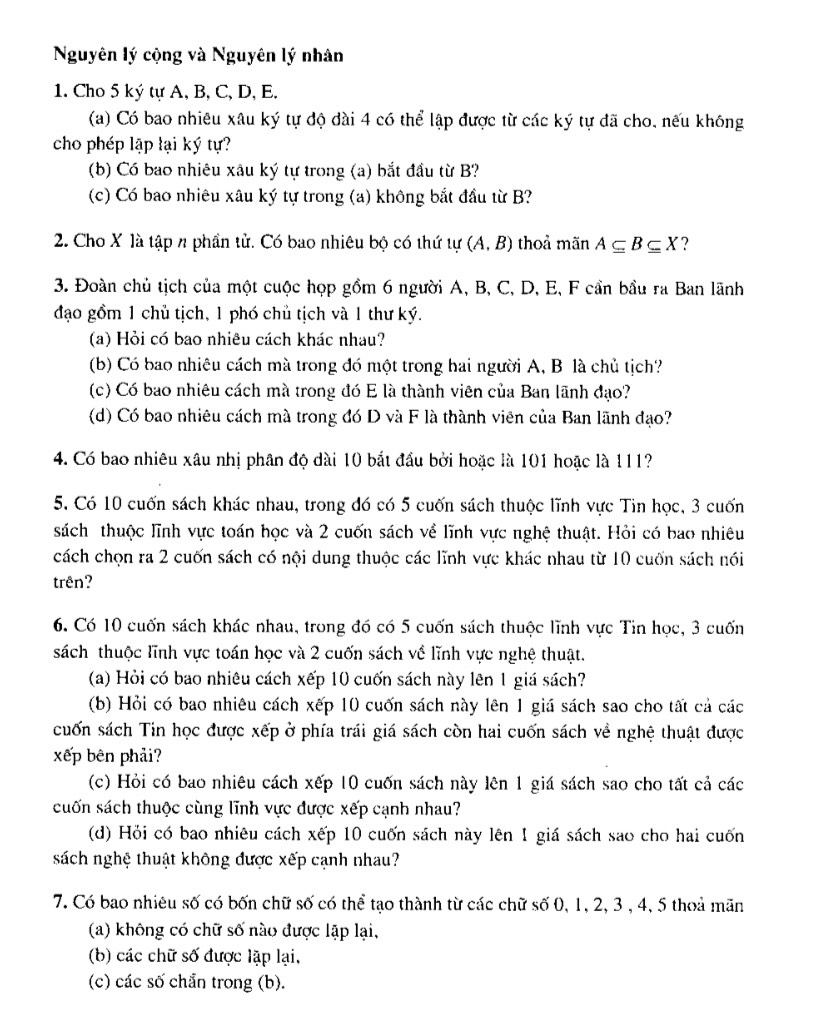 Nguyên lý cộng và Nguyên lý nhân
1. Cho 5 ký tự A, B, C, D, E.
(a) Có bao nhiêu xâu ký tự độ dài 4 có thể lập được từ các ký tự đã cho, nếu không
cho phép lặp lại ký tự?
(b) Có bao nhiêu xâu ký tự trong (a) bắt đầu từ B?
(c) Có bao nhiêu xâu ký tự trong (a) không bắt đầu từ B?
2. Cho X là tập n phần tử. Có bao nhiêu bộ có thứ tự (A, B) thoả mãn A ⊆ B ⊆ X?
3. Đoàn chủ tịch của một cuộc họp gồm 6 người A, B, C, D, E, F cần bầu ra Ban lãnh
đạo gồm 1 chủ tịch, 1 phó chủ tịch và 1 thư ký.
(a) Hỏi có bao nhiêu cách khác nhau?
(b) Có bao nhiêu cách mà trong đó một trong hai người A, B là chủ tịch?
(c) Có bao nhiêu cách mà trong đó E là thành viên của Ban lãnh đạo?
(d) Có bao nhiêu cách mà trong đó D và F là thành viên của Ban lãnh đạo?
4. Có bao nhiêu xâu nhị phân độ dài 10 bắt đầu bởi hoặc là 101 hoặc là 111?
5. Có 10 cuốn sách khác nhau, trong đó có 5 cuốn sách thuộc lĩnh vực Tin học, 3 cuốn
sách thuộc lĩnh vực toán học và 2 cuốn sách về lĩnh vực nghệ thuật. Hỏi có bao nhiêu
cách chọn ra 2 cuốn sách có nội dung thuộc các lĩnh vực khác nhau từ 10 cuốn sách nói
trên?
6. Có 10 cuốn sách khác nhau, trong đó có 5 cuốn sách thuộc lĩnh vực Tin học, 3 cuốn
sách thuộc lĩnh vực toán học và 2 cuốn sách về lĩnh vực nghệ thuật.
(a) Hỏi có bao nhiêu cách xếp 10 cuốn sách này lên 1 giá sách?
(b) Hỏi có bao nhiêu cách xếp 10 cuốn sách này lên 1 giá sách sao cho tất cả các
cuốn sách Tin học được xếp ở phía trái giá sách còn hai cuốn sách về nghệ thuật được
xếp bên phải?
(c) Hỏi có bao nhiêu cách xếp 10 cuốn sách này lên 1 giá sách sao cho tất cả các
cuốn sách thuộc cùng lĩnh vực được xếp cạnh nhau?
(d) Hỏi có bao nhiêu cách xếp 10 cuốn sách này lên 1 giá sách sao cho hai cuốn
sách nghệ thuật không được xếp cạnh nhau?
7. Có bao nhiêu số có bốn chữ số có thể tạo thành từ các chữ số 0, 1, 2, 3 , 4, 5 thoả mãn
(a) không có chữ số nào được lặp lại,
(b) các chữ số được lặp lại,
(c) các số chẵn trong (b).